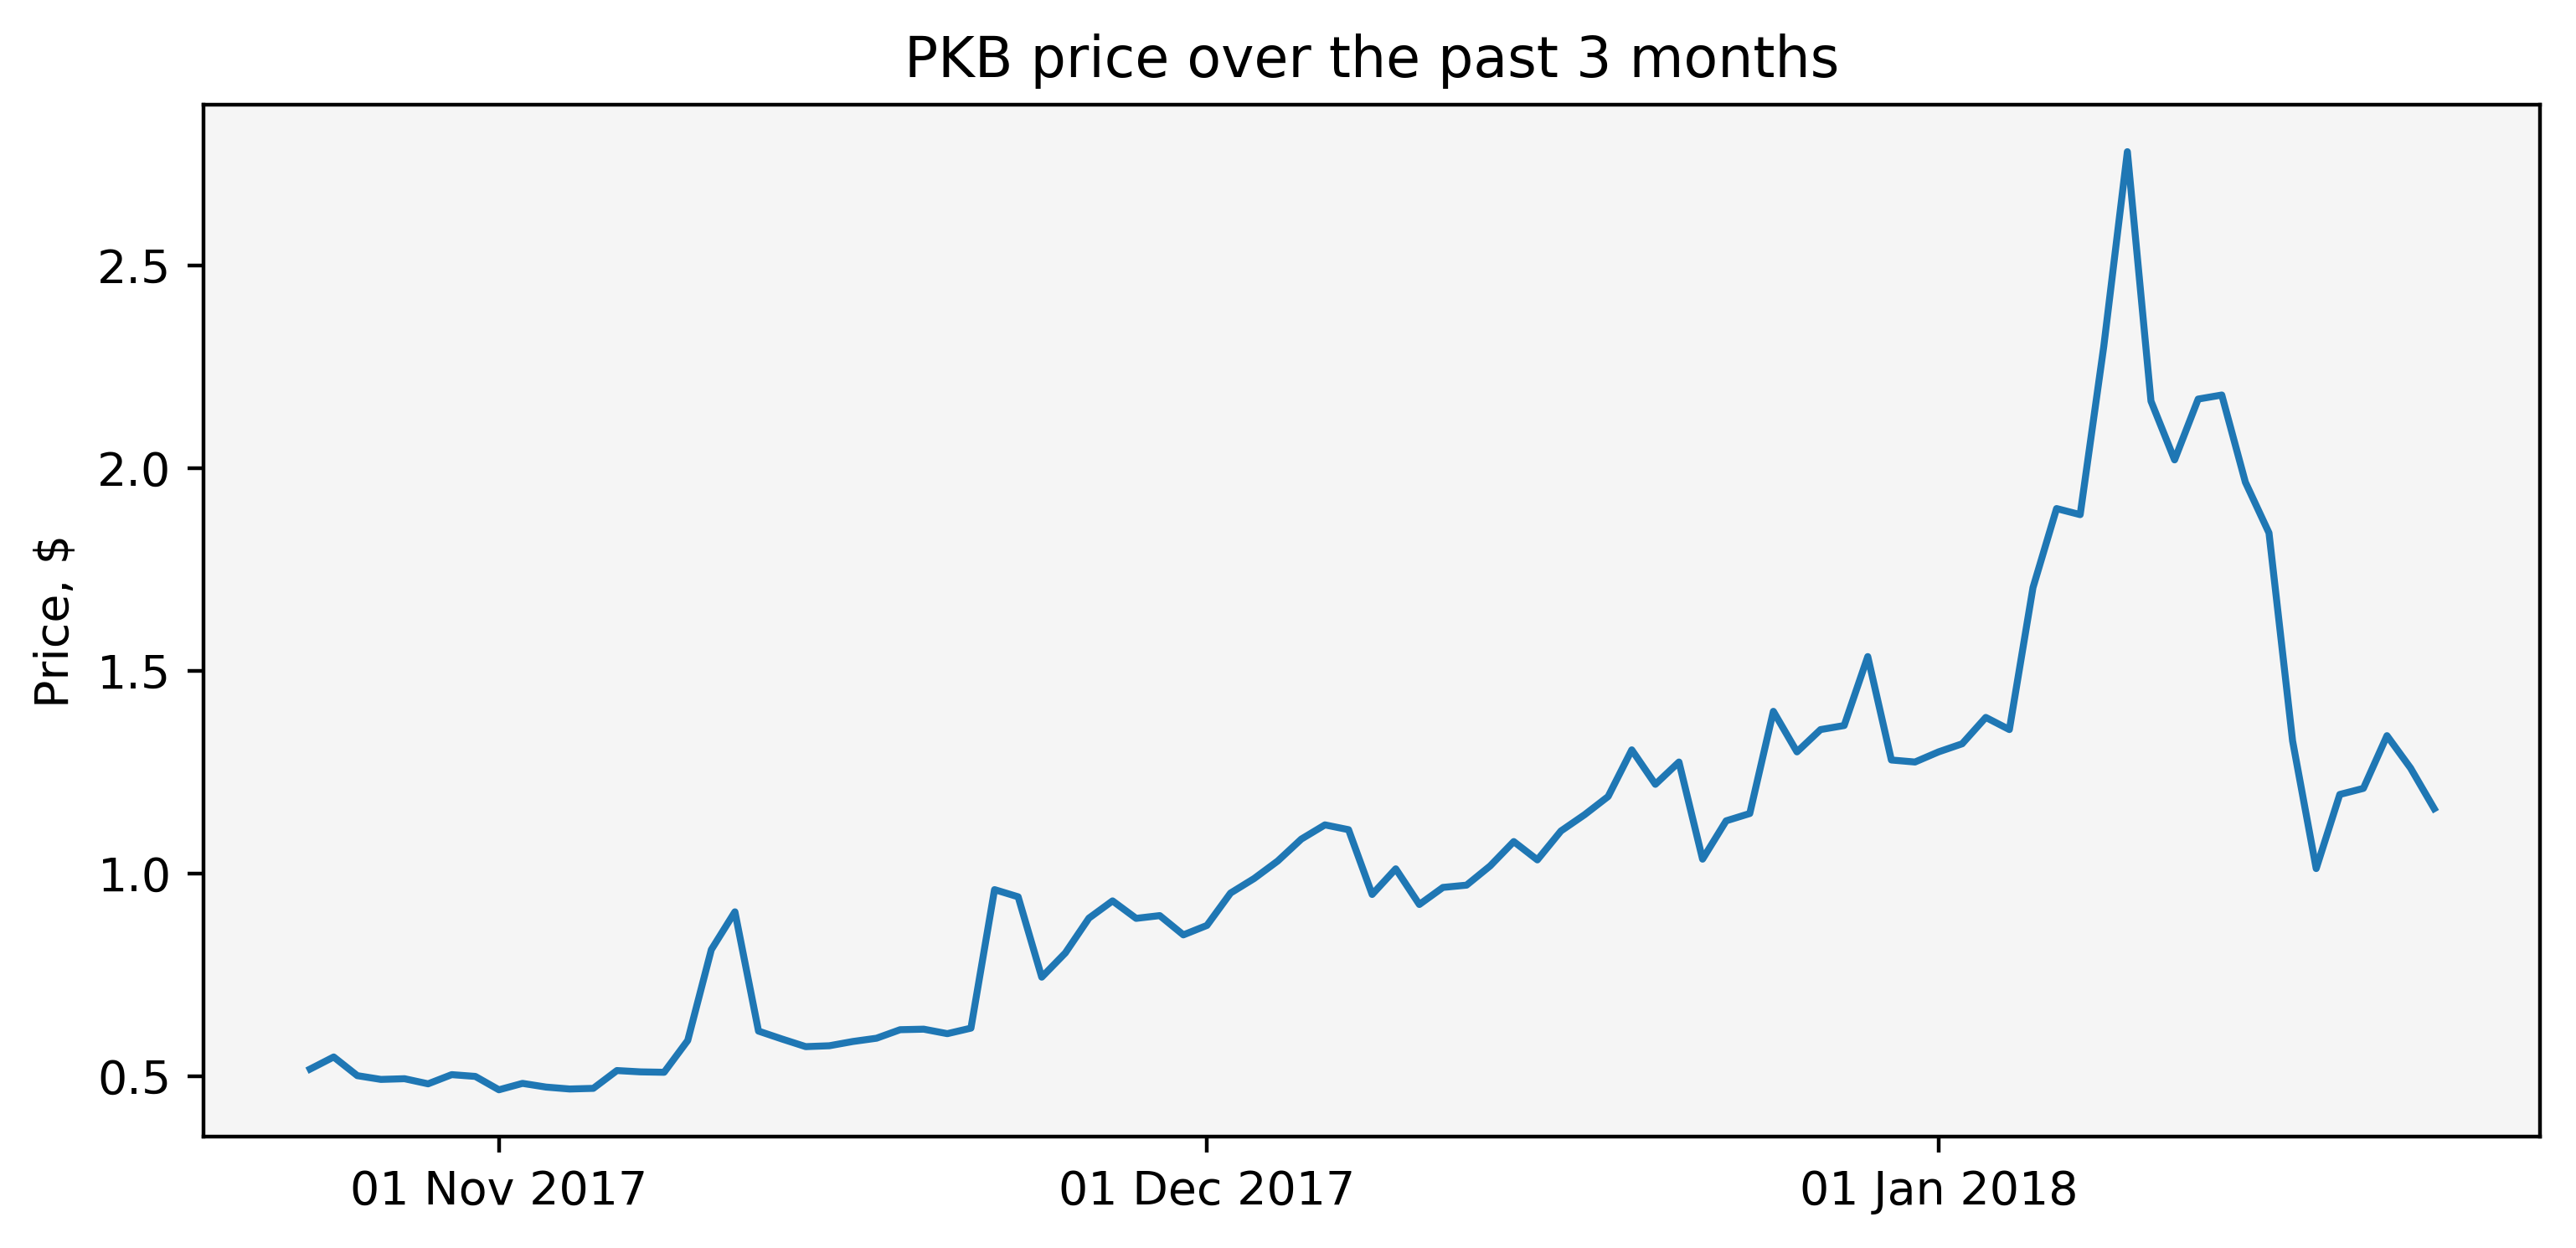 PKB price over the past 3 months
Price, $
2.5
2.0
1.5
1.0
0.5
01 Nov 2017
01 Dec 2017
01 Jan 2018